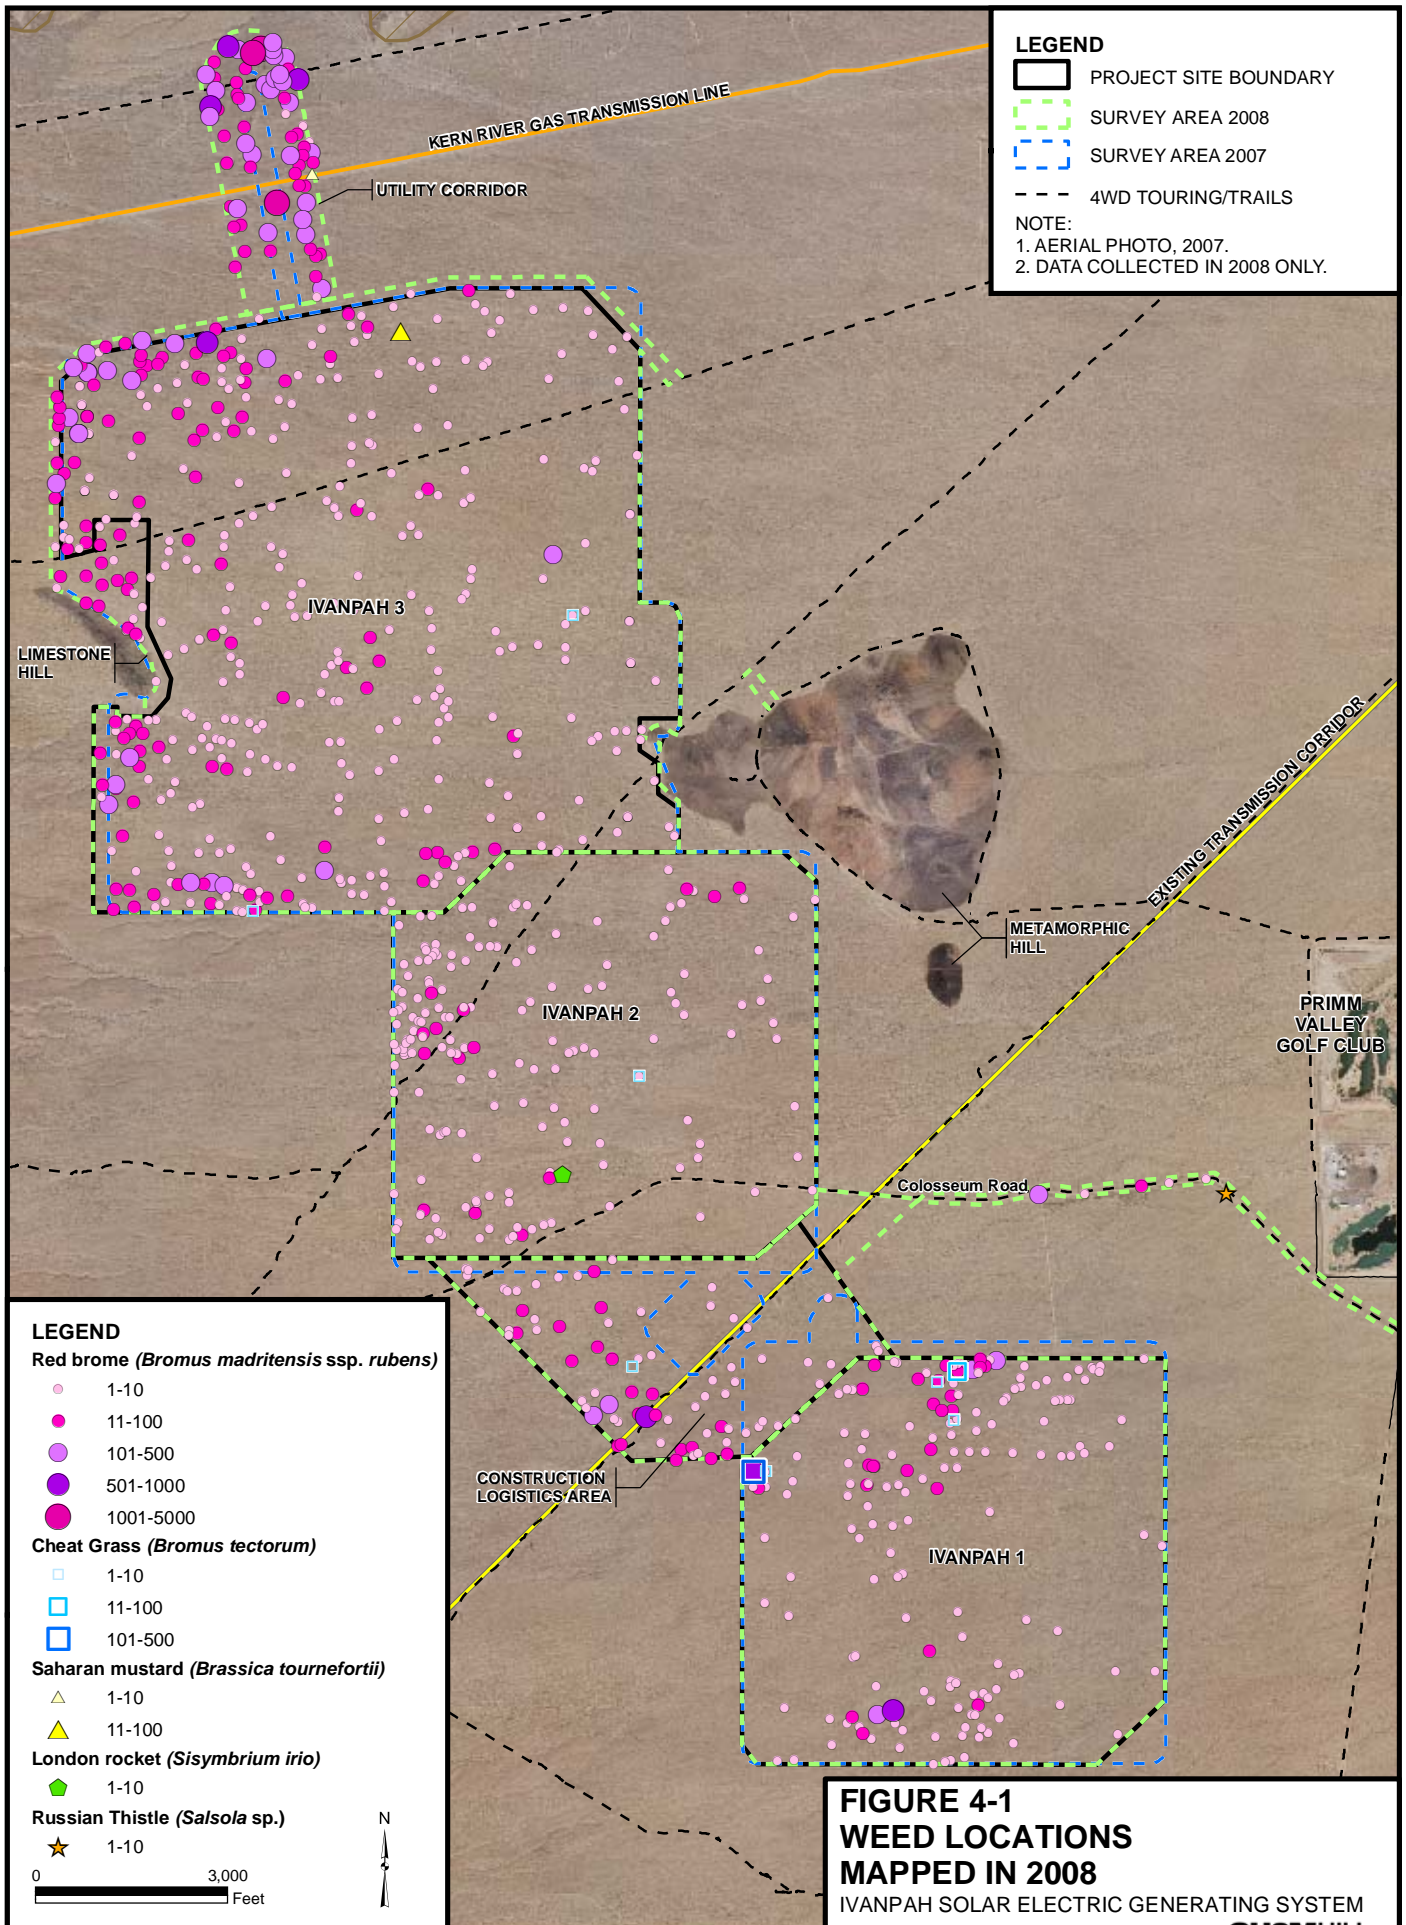 LEGEND
PROJECT SITE BOUNDARY
SURVEY AREA 2008
SURVEY AREA 2007
4WD TOURING/TRAILS
NOTE:
1. AERIAL PHOTO, 2007.
2. DATA COLLECTED IN 2008 ONLY.
KERN RIVER GAS TRANSMISSION LINE
UTILITY CORRIDOR
IVANPAH 3
LIMESTONE
HILL
EXISTING TRANSMISSION CORRIDOR
METAMORPHIC
HILL
IVANPAH 2
PRIMM
VALLEY
GOLF CLUB
Colosseum Road
CONSTRUCTION
LOGISTICS AREA
IVANPAH 1
LEGEND
Red brome (Bromus madritensis ssp. rubens)
1-10
11-100
101-500
501-1000
1001-5000
Cheat Grass (Bromus tectorum)
1-10
11-100
101-500
Saharan mustard (Brassica tournefortii)
1-10
11-100
London rocket (Sisymbrium irio)
1-10
Russian Thistle (Salsola sp.)
1-10
N
0 3,000
Feet
FIGURE 4-1
WEED LOCATIONS
MAPPED IN 2008
IVANPAH SOLAR ELECTRIC GENERATING SYSTEM